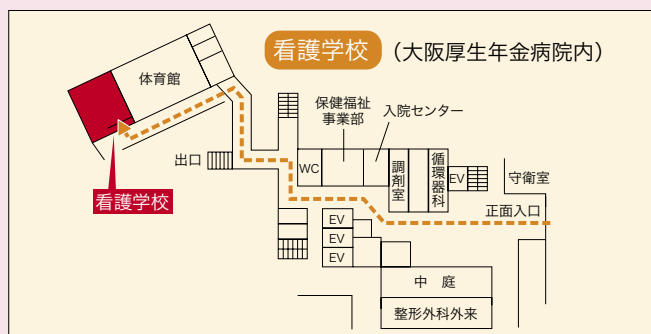 看護学校 (大阪厚生年金病院内)
体育館
保健福祉
事業部
入院センター
出口
WC
調剤室
循環器科
EV
守衛室
看護学校
正面入口
EV
EV
EV
中 庭
整形外科外来